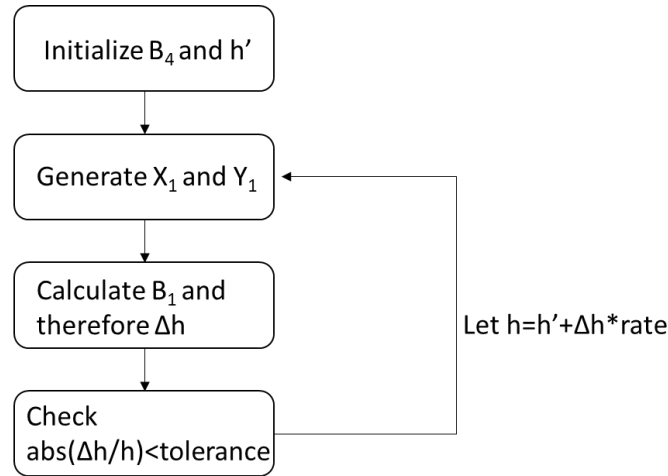 Initialize B₄ and h’
Generate X₁ and Y₁
Calculate B₁ and
therefore Δh
Let h=h’+Δh*rate
Check
abs(Δh/h)<tolerance